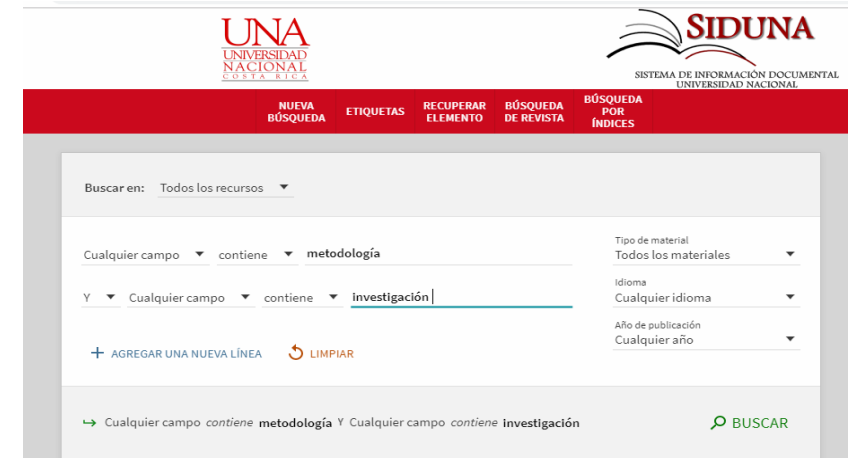 UNA
UNIVERSIDAD
NACIONAL
COSTA RICA
SIDUNA
SISTEMA DE INFORMACIÓN DOCUMENTAL
UNIVERSIDAD NACIONAL
NUEVA BÚSQUEDA
ETIQUETAS
RECUPERAR ELEMENTO
BÚSQUEDA DE REVISTA
BÚSQUEDA POR ÍNDICES
Buscar en: Todos los recursos
Cualquier campo contiene metodología
Y Cualquier campo contiene investigación
Tipo de material
Todos los materiales
Idioma
Cualquier idioma
Año de publicación
Cualquier año
+ AGREGAR UNA NUEVA LÍNEA LIMPIAR
Cualquier campo contiene metodología Y Cualquier campo contiene investigación
BUSCAR